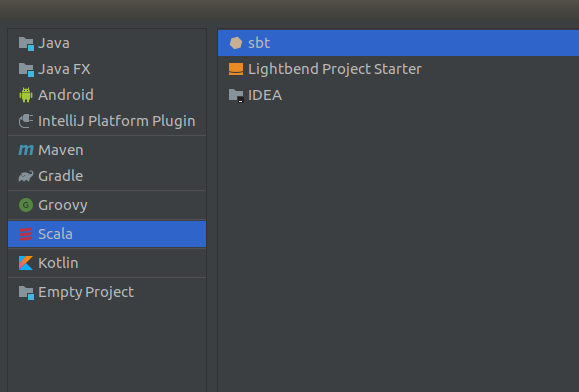 Java
Java FX
Android
IntelliJ Platform Plugin
Maven
Gradle
Groovy
Scala
Kotlin
Empty Project
sbt
Lightbend Project Starter
IDEA